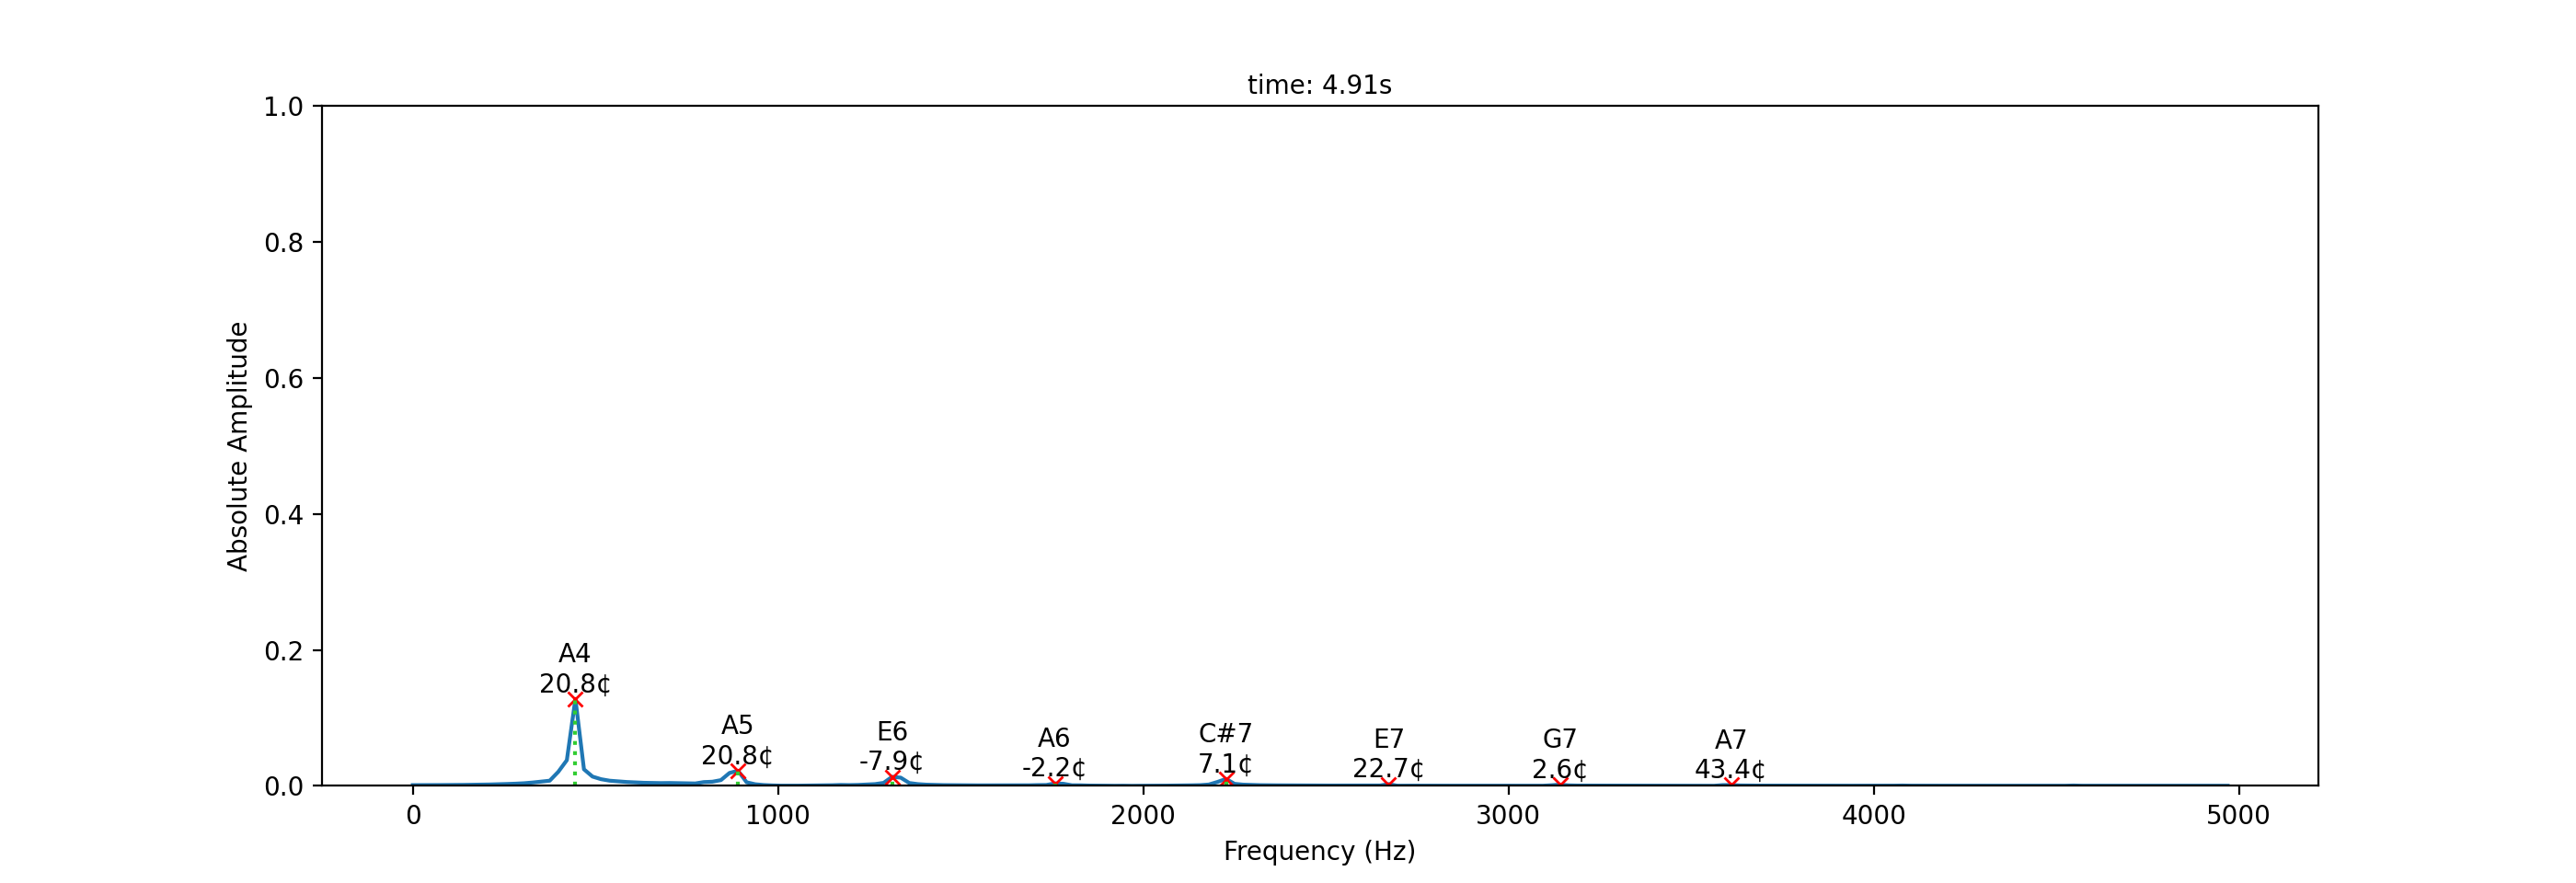 time: 4.91s
1.0
0.8
0.6
0.4
0.2
0.0
Absolute Amplitude
A4
20.8¢
A5
20.8¢
E6
-7.9¢
A6
-2.2¢
C#7
7.1¢
E7
22.7¢
G7
2.6¢
A7
43.4¢
0 1000 2000 3000 4000 5000
Frequency (Hz)